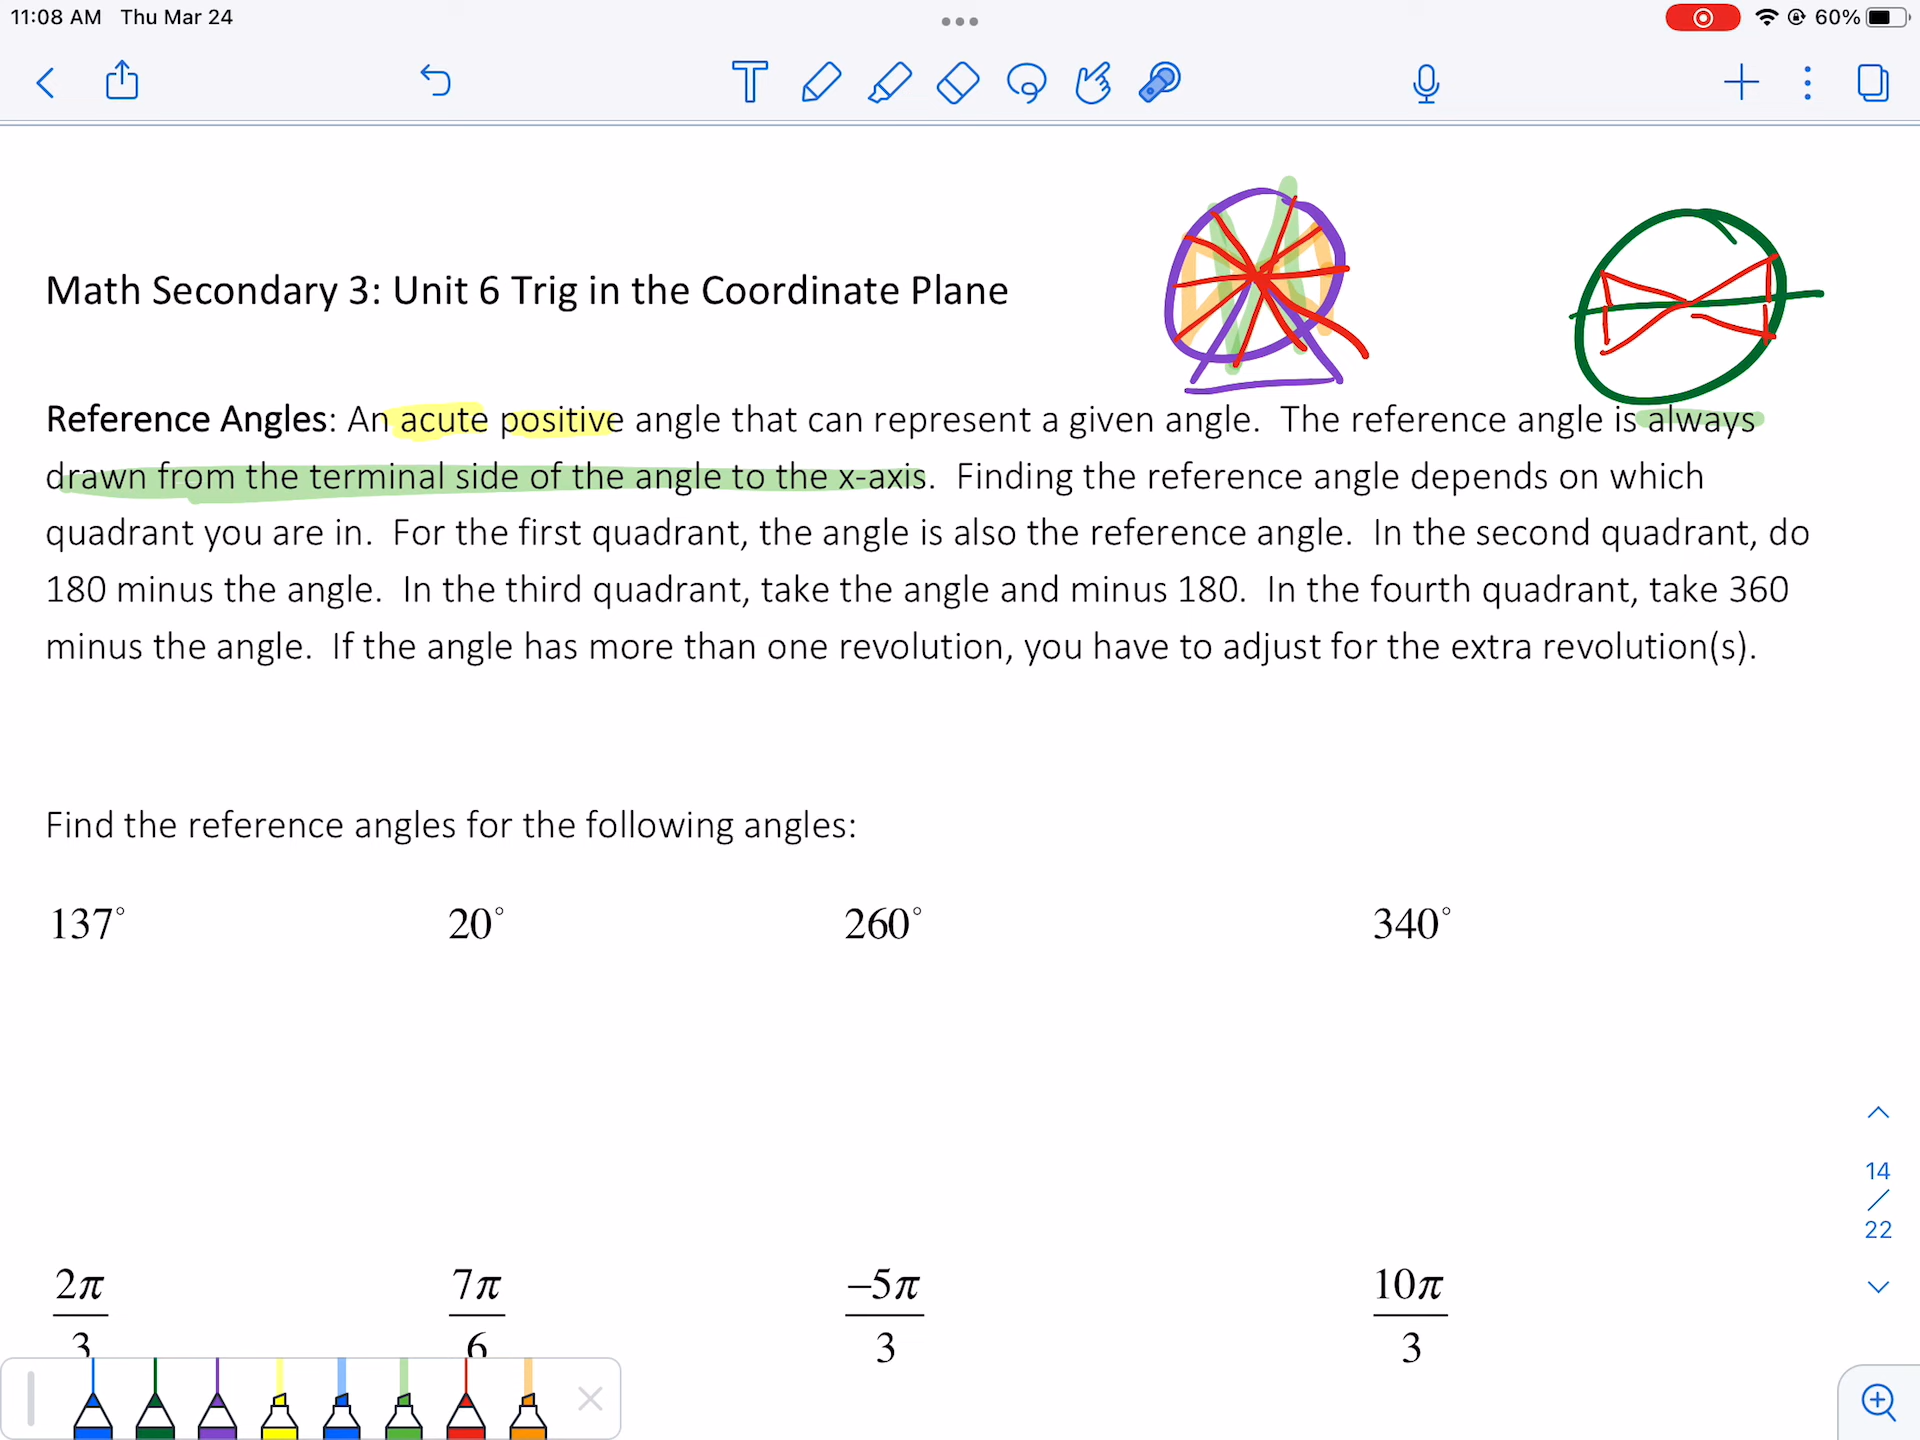 11:08 AM Thu Mar 24
60%
T
Math Secondary 3: Unit 6 Trig in the Coordinate Plane
Reference Angles: An acute positive angle that can represent a given angle. The reference angle is always
drawn from the terminal side of the angle to the x-axis. Finding the reference angle depends on which
quadrant you are in. For the first quadrant, the angle is also the reference angle. In the second quadrant, do
180 minus the angle. In the third quadrant, take the angle and minus 180. In the fourth quadrant, take 360
minus the angle. If the angle has more than one revolution, you have to adjust for the extra revolution(s).
Find the reference angles for the following angles:
137° 20° 260° 340°
14
/
22
2π/3 7π/6 −5π/3 10π/3